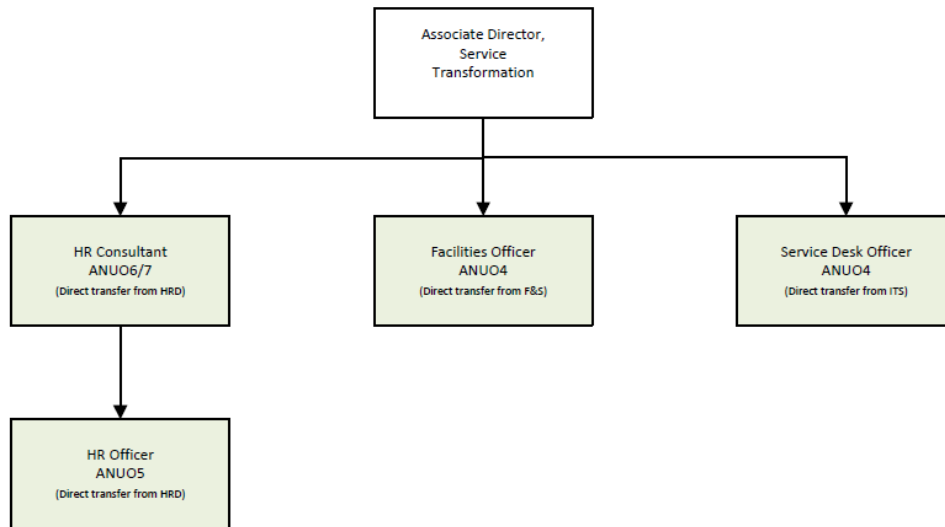 Associate Director,
Service
Transformation
HR Consultant
ANUO6/7
(Direct transfer from HRD)
Facilities Officer
ANUO4
(Direct transfer from F&S)
Service Desk Officer
ANUO4
(Direct transfer from ITS)
HR Officer
ANUO5
(Direct transfer from HRD)